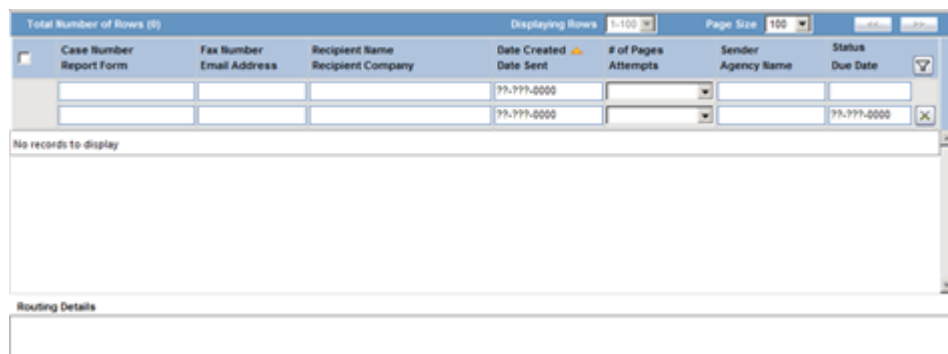 Total Number of Rows (0) Displaying Rows 1-100 Page Size 100 << >>
Case Number Fax Number Recipient Name Date Created # of Pages Sender Status
Report Form Email Address Recipient Company Date Sent Attempts Agency Name Due Date
??-???-0000
??-???-0000 ??-???-0000
No records to display
Routing Details